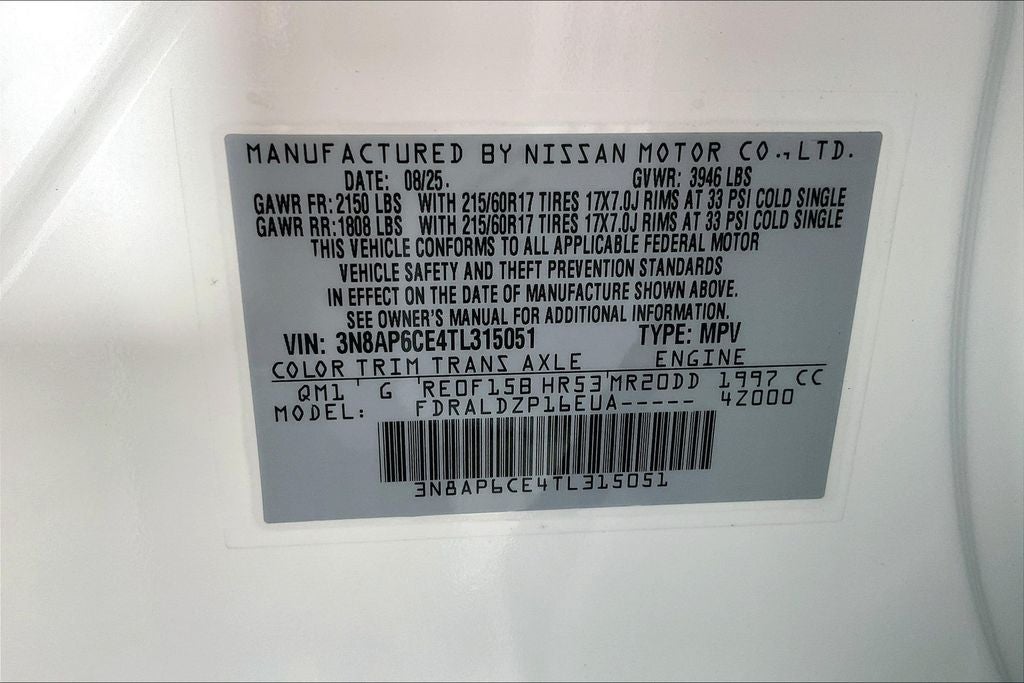 MANUFACTURED BY NISSAN MOTOR CO.,LTD.
DATE: 08/25. GVWR: 3946 LBS
GAWR FR: 2150 LBS WITH 215/60R17 TIRES 17X7.0J RIMS AT 33 PSI COLD SINGLE
GAWR RR: 1808 LBS WITH 215/60R17 TIRES 17X7.0J RIMS AT 33 PSI COLD SINGLE
THIS VEHICLE CONFORMS TO ALL APPLICABLE FEDERAL MOTOR
VEHICLE SAFETY AND THEFT PREVENTION STANDARDS
IN EFFECT ON THE DATE OF MANUFACTURE SHOWN ABOVE.
SEE OWNER'S MANUAL FOR ADDITIONAL INFORMATION.
VIN: 3N8AP6CE4TL315051 TYPE: MPV
COLOR TRIM TRANS AXLE ENGINE
QM1 G RE0F15B HR53 MR20DD 1997 CC
MODEL: FDRALDZP16EUA----- 4Z000
3N8AP6CE4TL315051